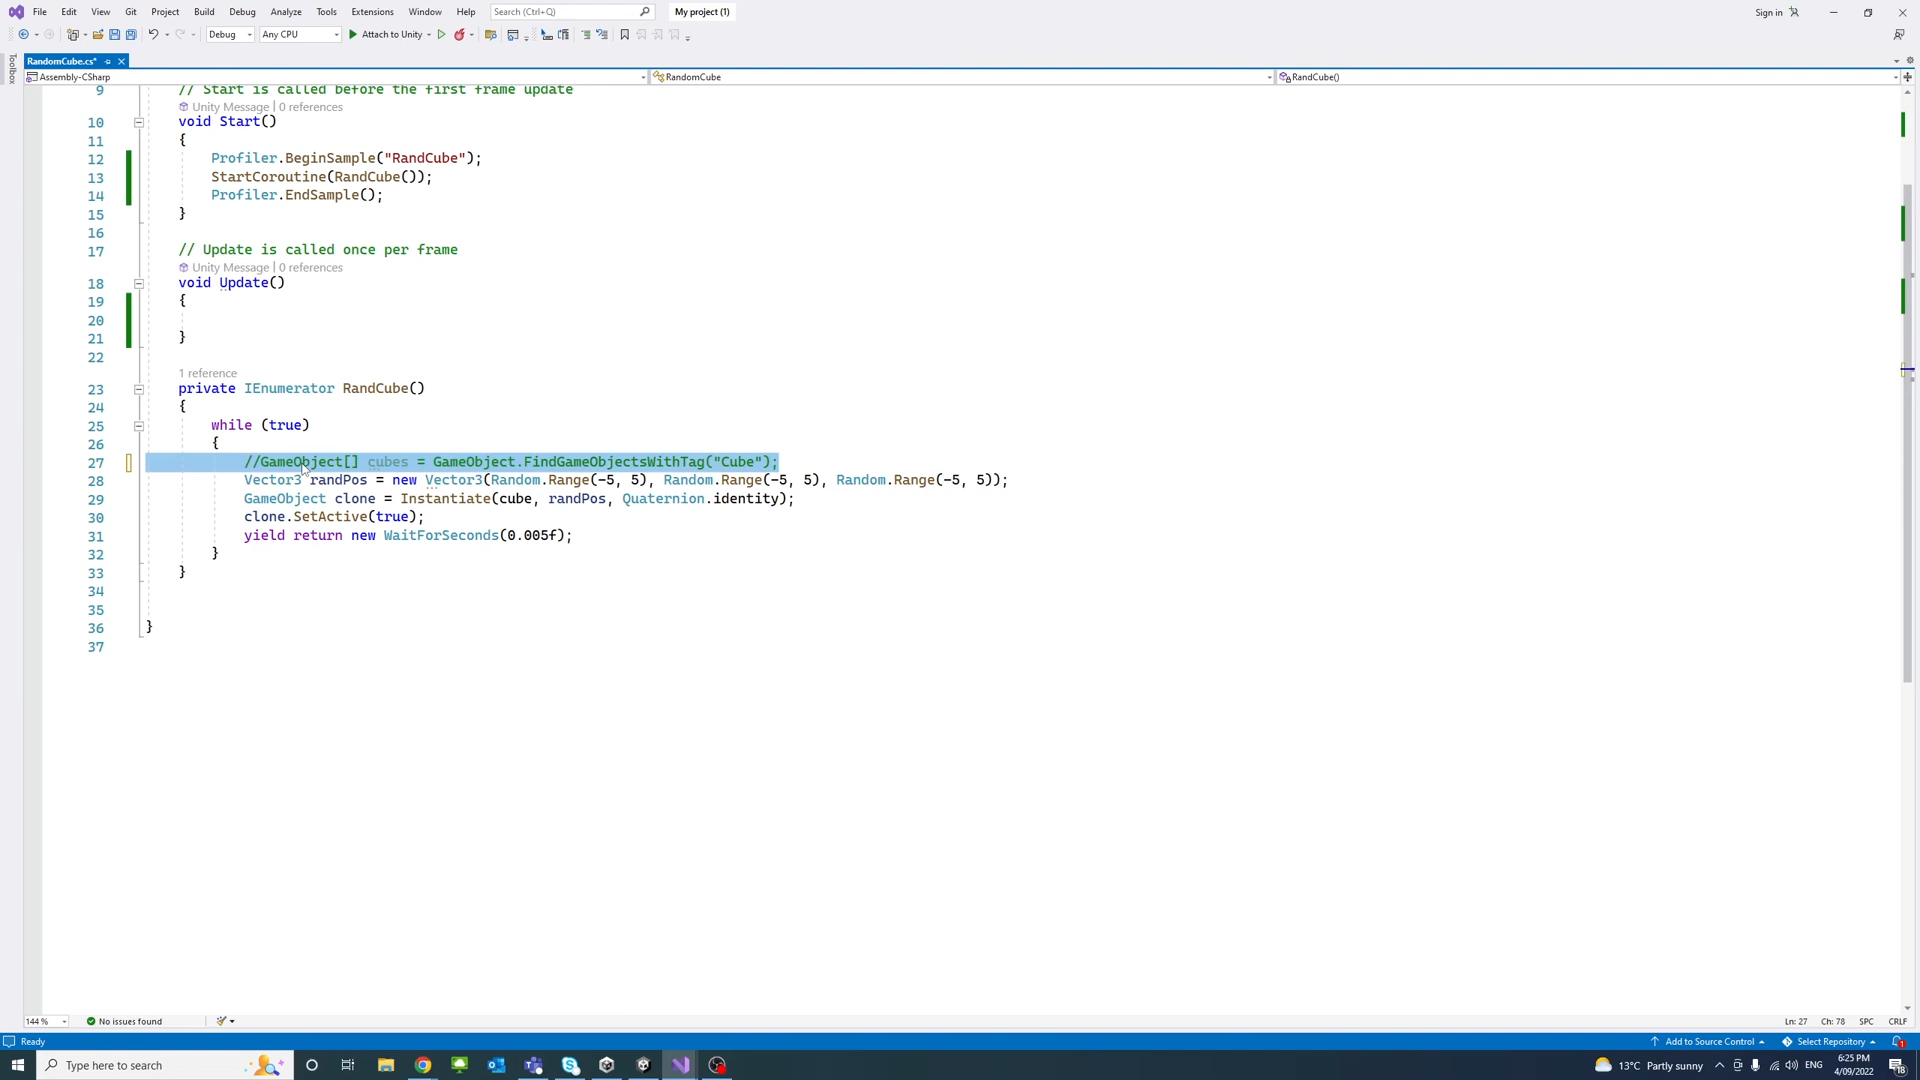 File Edit View Git Project Build Debug Analyze Tools Extensions Window Help Search (Ctrl+Q) My project (1) Sign in
Debug Any CPU Attach to Unity
Toolbox
RandomCube.cs*
Assembly-CSharp RandomCube RandCube()
9 // Start is called before the first frame update
Unity Message | 0 references
10 void Start()
11 {
12 Profiler.BeginSample("RandCube");
13 StartCoroutine(RandCube());
14 Profiler.EndSample();
15 }
16
17 // Update is called once per frame
Unity Message | 0 references
18 void Update()
19 {
20
21 }
22
1 reference
23 private IEnumerator RandCube()
24 {
25 while (true)
26 {
27 //GameObject[] cubes = GameObject.FindGameObjectsWithTag("Cube");
28 Vector3 randPos = new Vector3(Random.Range(-5, 5), Random.Range(-5, 5), Random.Range(-5, 5));
29 GameObject clone = Instantiate(cube, randPos, Quaternion.identity);
30 clone.SetActive(true);
31 yield return new WaitForSeconds(0.005f);
32 }
33 }
34
35
36 }
37
144 % No issues found Ln: 27 Ch: 78 SPC CRLF
Ready Add to Source Control Select Repository 1
Type here to search 13°C Partly sunny ENG 6:25 PM
4/09/2022 18